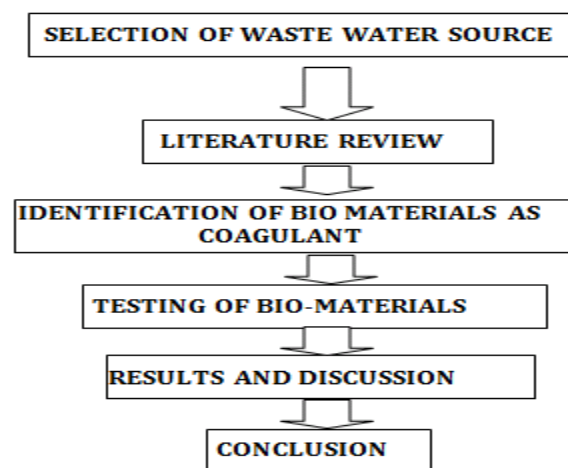 SELECTION OF WASTE WATER SOURCE
LITERATURE REVIEW
IDENTIFICATION OF BIO MATERIALS AS
COAGULANT
TESTING OF BIO-MATERIALS
RESULTS AND DISCUSSION
CONCLUSION